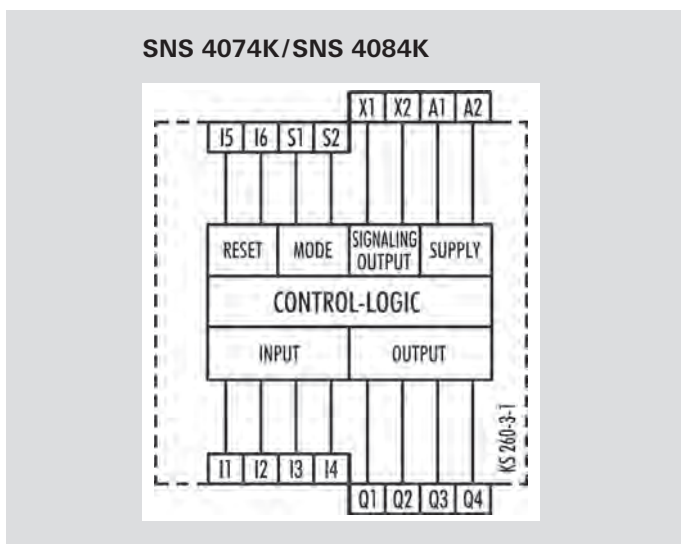 SNS 4074K/SNS 4084K
X1 X2 A1 A2
I5 I6 S1 S2
RESET MODE SIGNALING OUTPUT SUPPLY
CONTROL-LOGIC
INPUT OUTPUT
KS 260-3-1
I1 I2 I3 I4
Q1 Q2 Q3 Q4